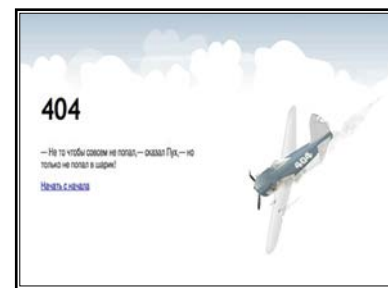 404
— Не то чтобы совсем не попал,— сказал Пух,— но
только не попал в шарик!
Начать с начала
404